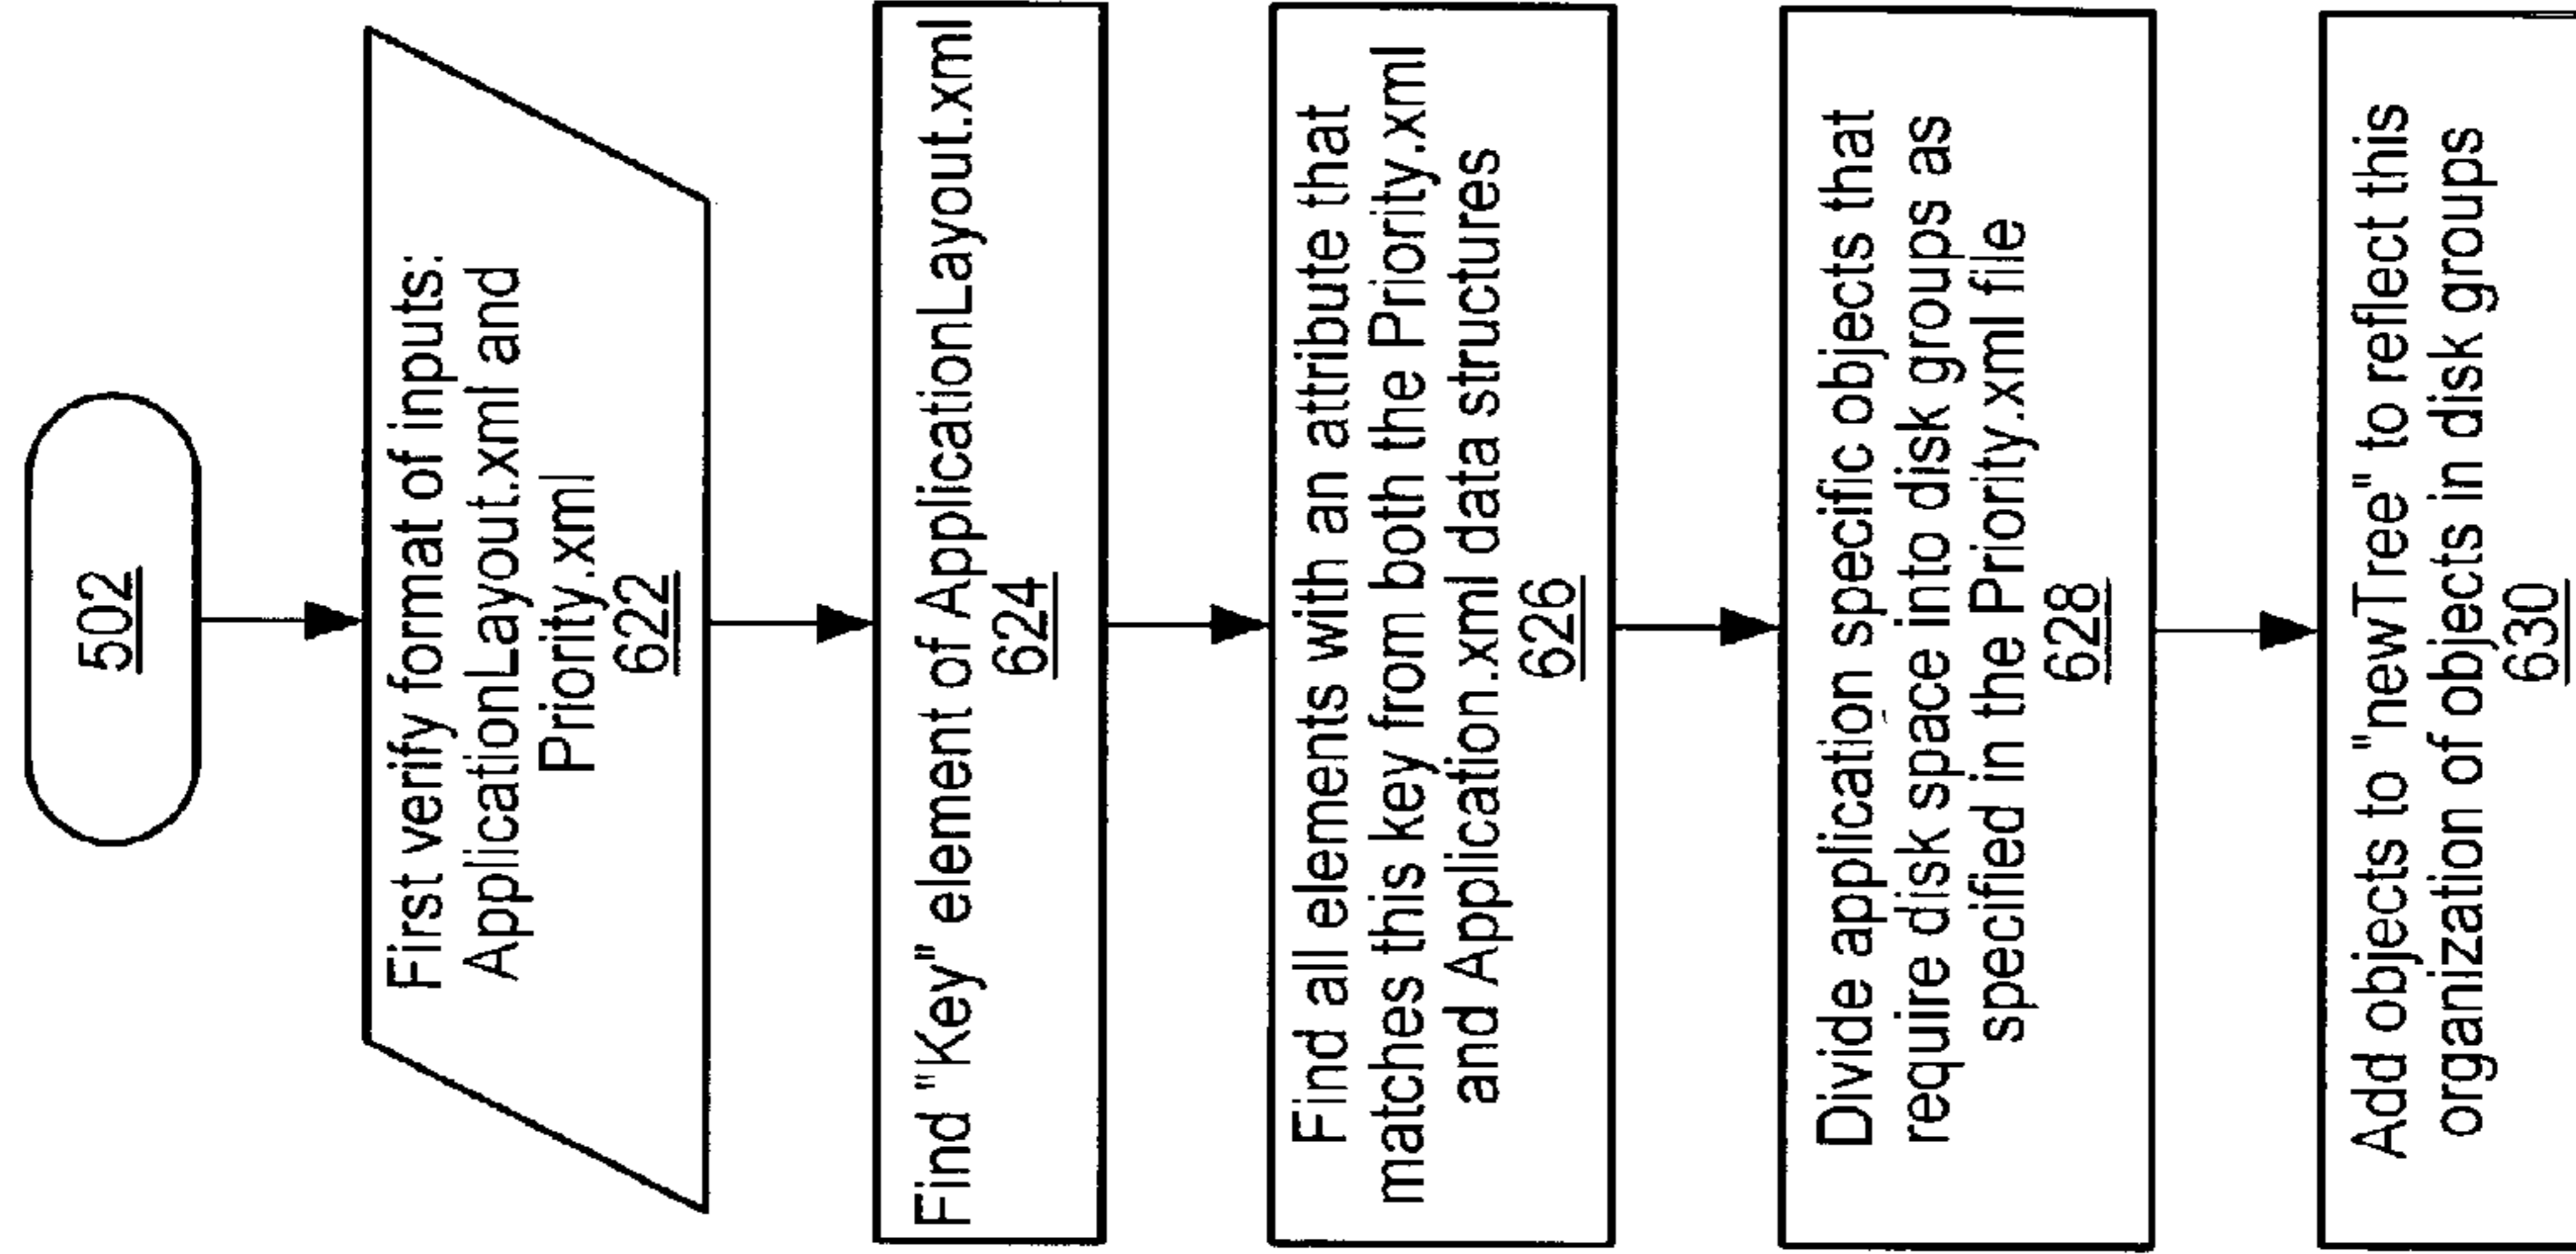 502
First verify format of inputs:
ApplicationLayout.xml and
Priority.xml
622
Find "Key" element of ApplicationLayout.xml
624
Find all elements with an attribute that
matches this key from both the Priority.xml
and Application.xml data structures
626
Divide application specific objects that
require disk space into disk groups as
specified in the Priority.xml file
628
Add objects to "newTree" to reflect this
organization of objects in disk groups
630